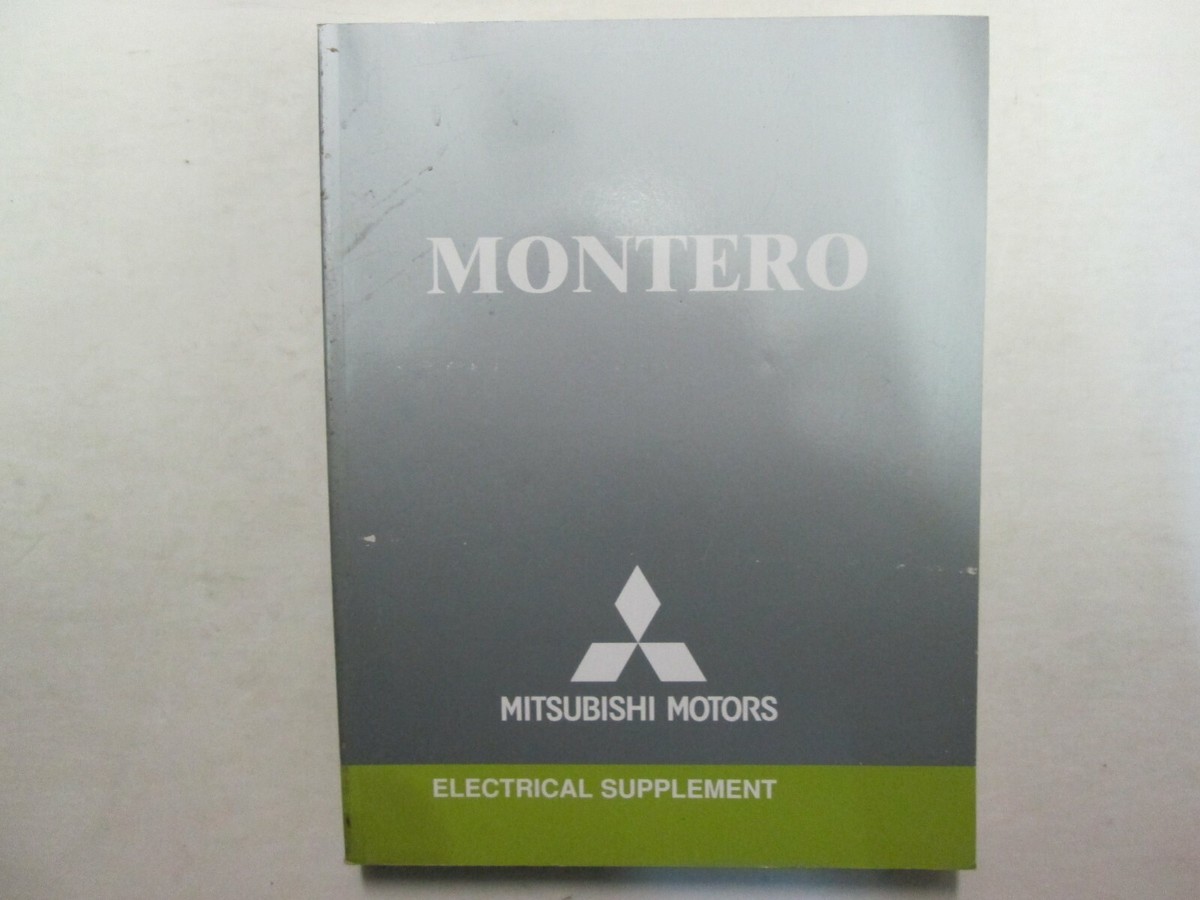 MONTERO
MITSUBISHI MOTORS
ELECTRICAL SUPPLEMENT